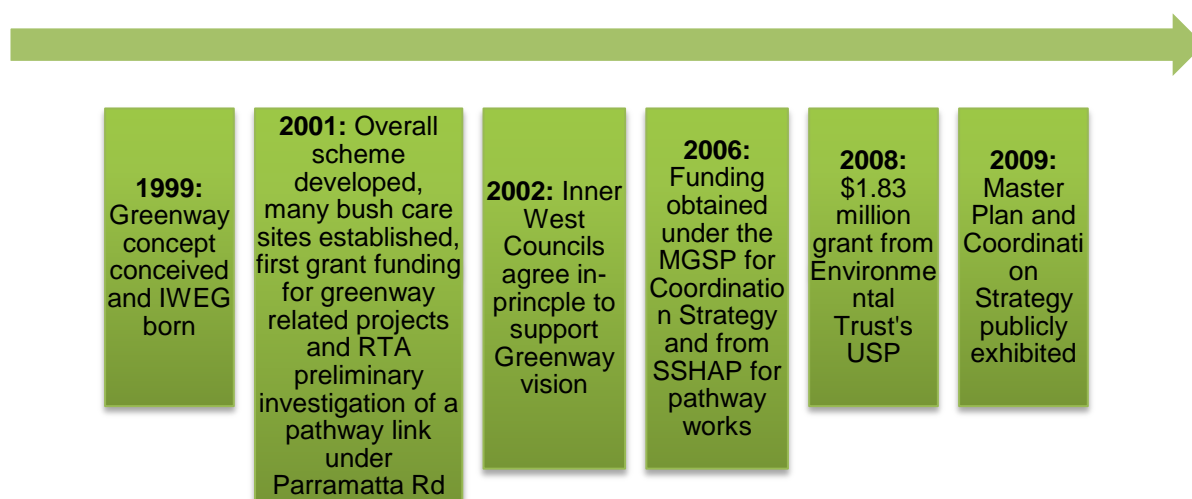 1999:
Greenway
concept
conceived
and IWEG
born
2001: Overall
scheme
developed,
many bush care
sites established,
first grant funding
for greenway
related projects
and RTA
preliminary
investigation of a
pathway link
under
Parramatta Rd
2002: Inner
West
Councils
agree in-
princple to
support
Greenway
vision
2006:
Funding
obtained
under the
MGSP for
Coordinatio
n Strategy
and from
SSHAP for
pathway
works
2008:
$1.83
million
grant from
Environme
ntal
Trust's
USP
2009:
Master
Plan and
Coordinati
on
Strategy
publicly
exhibited